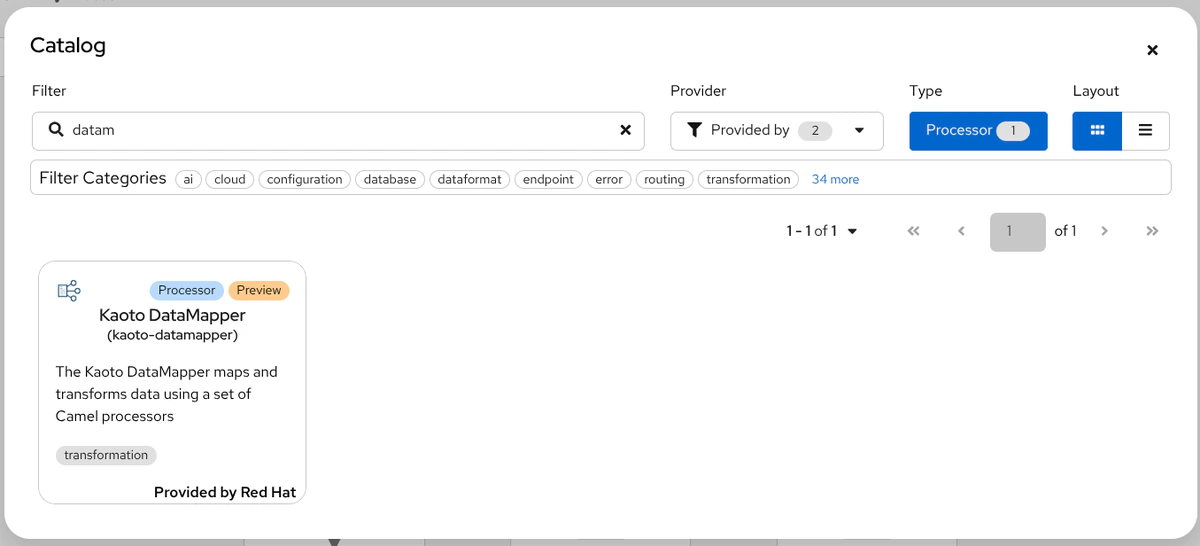 Catalog
Filter
Provider
Type
Layout
datam
Provided by 2
Processor 1
Filter Categories ai cloud configuration database dataformat endpoint error routing transformation 34 more
1 - 1 of 1
1 of 1
Processor Preview
Kaoto DataMapper
(kaoto-datamapper)
The Kaoto DataMapper maps and
transforms data using a set of
Camel processors
transformation
Provided by Red Hat